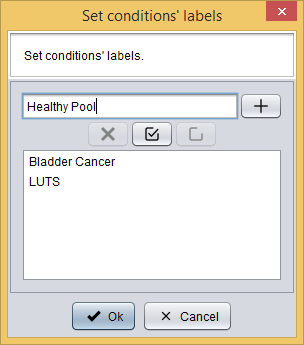 Set conditions' labels
Set conditions' labels.
Healthy Pool
Bladder Cancer
LUTS
Ok
Cancel